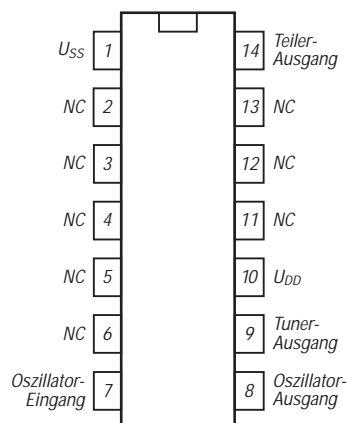 U_SS 1 14 Teiler-
Ausgang
NC 2 13 NC
NC 3 12 NC
NC 4 11 NC
NC 5 10 U_DD
NC 6 9 Tuner-
Ausgang
Oszillator-
Eingang 7 8 Oszillator-
Ausgang